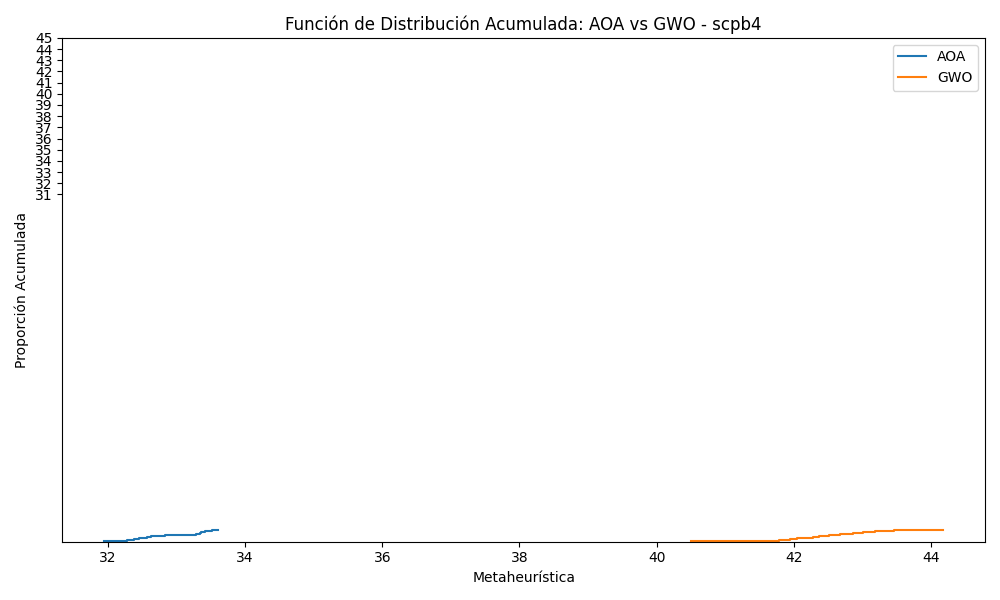 Función de Distribución Acumulada: AOA vs GWO - scpb4
AOA
GWO
45
44
43
42
41
40
39
38
37
36
35
34
33
32
31
Proporción Acumulada
32 34 36 38 40 42 44
Metaheurística